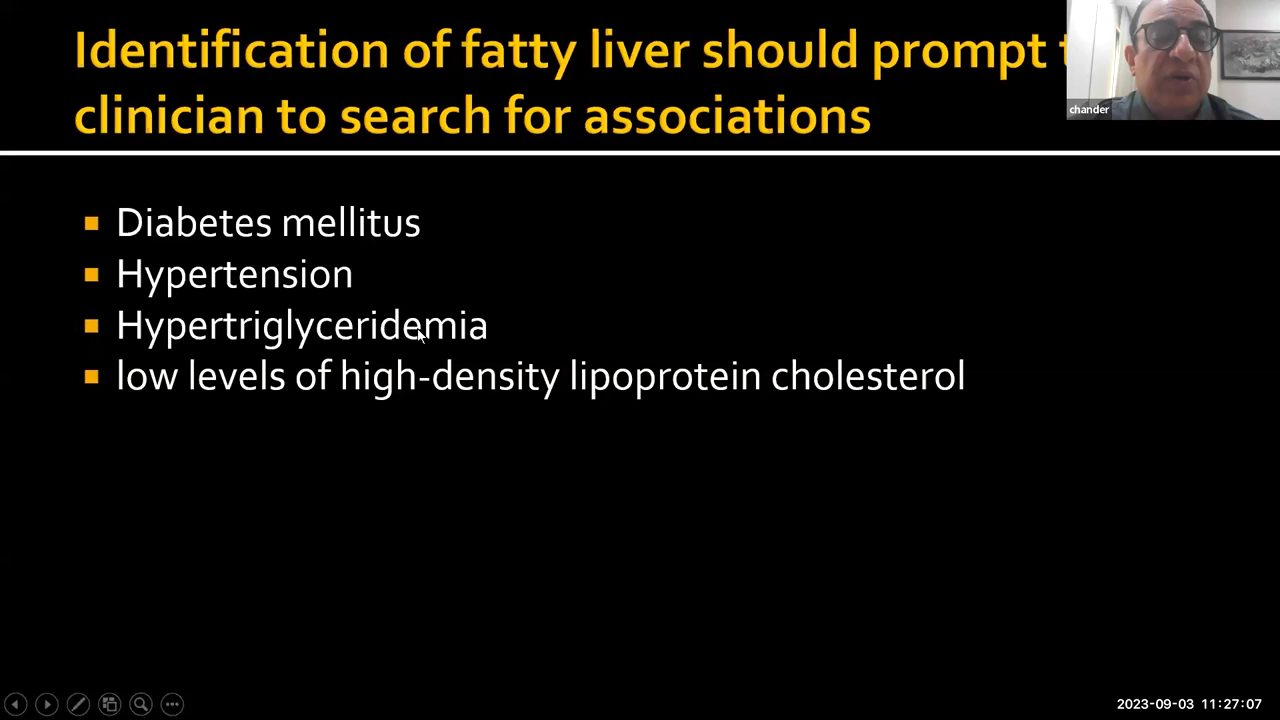 Identification of fatty liver should prompt
clinician to search for associations
chander
Diabetes mellitus
Hypertension
Hypertriglyceridemia
low levels of high-density lipoprotein cholesterol
2023-09-03 11:27:07